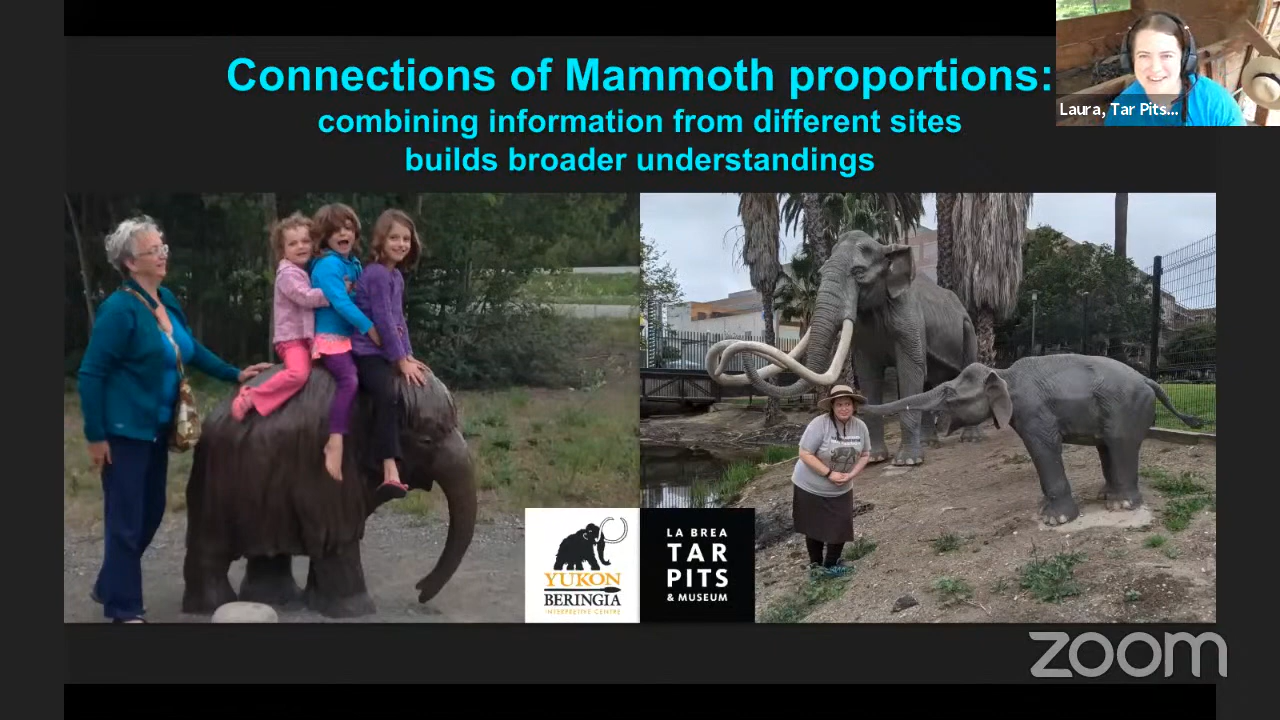 Connections of Mammoth proportions:
combining information from different sites
builds broader understandings
Laura, Tar Pits...
YUKON
BERINGIA
INTERPRETIVE CENTRE
LA BREA
TAR
PITS
& MUSEUM
zoom